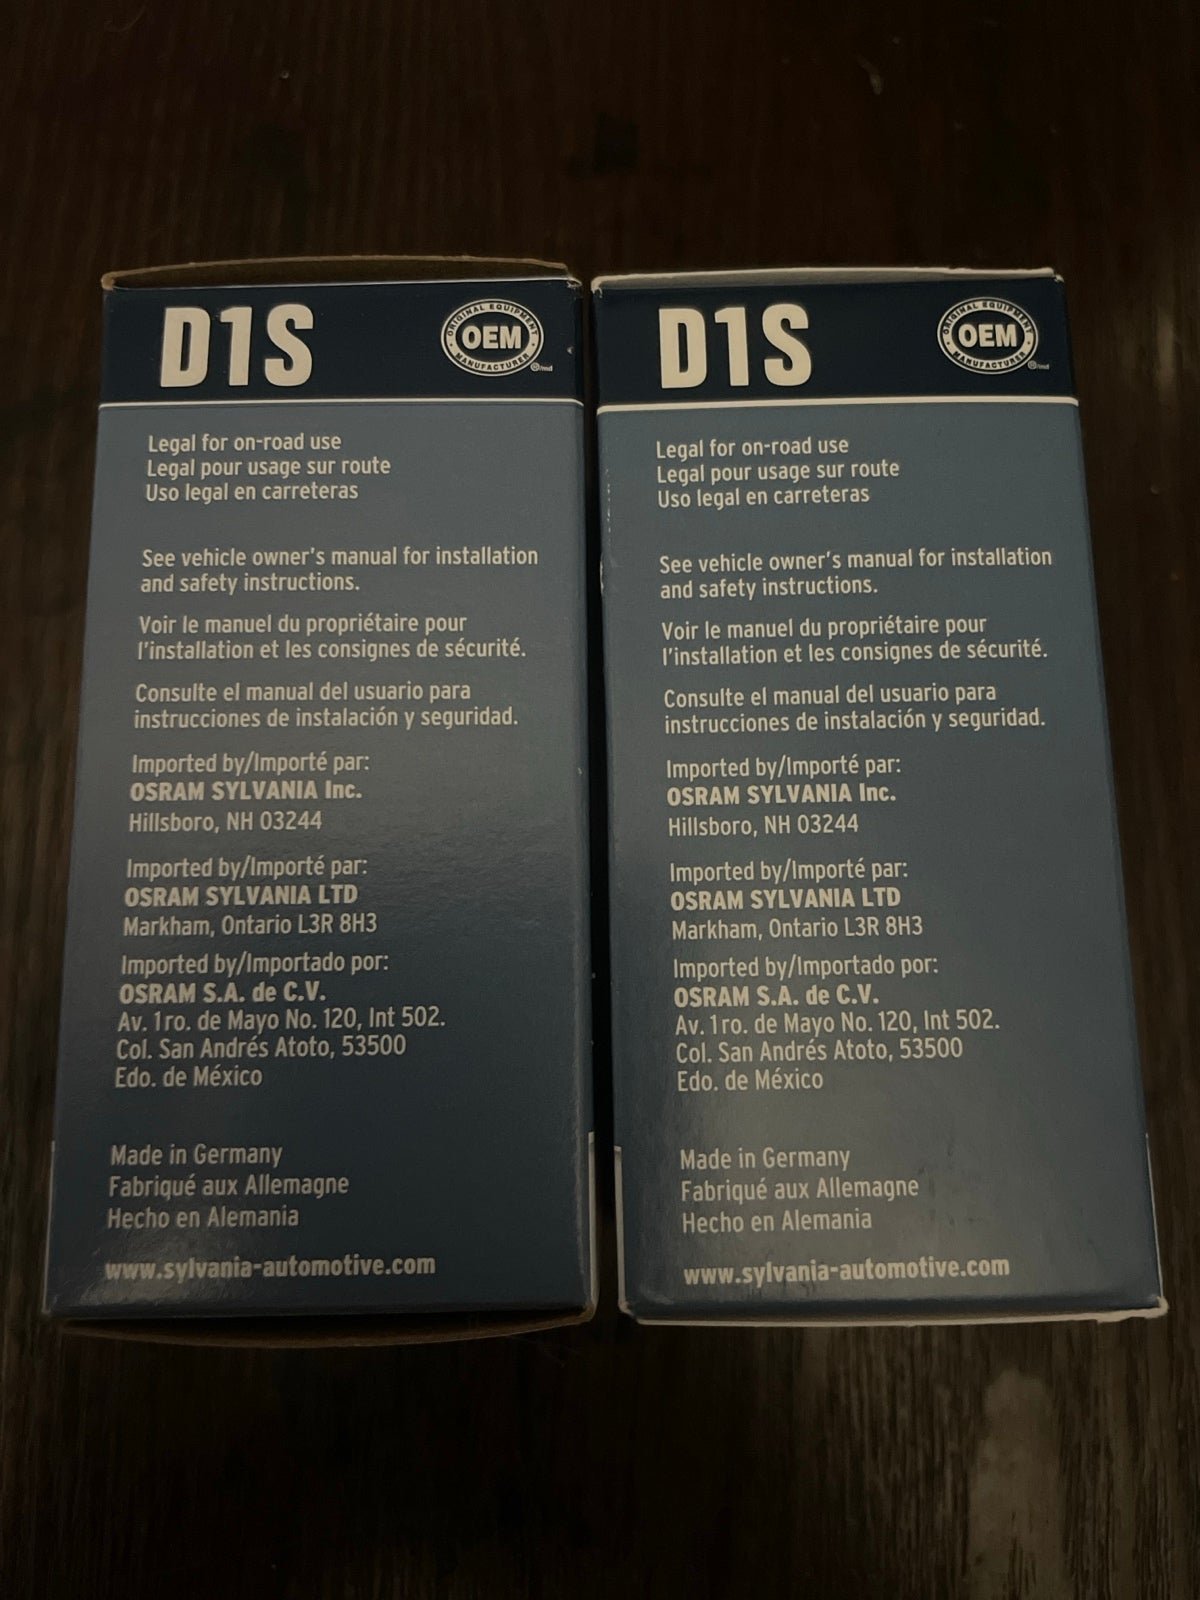 D1S
ORIGINAL EQUIPMENT
OEM
MANUFACTURER
®/md
Legal for on-road use
Legal pour usage sur route
Uso legal en carreteras
See vehicle owner's manual for installation
and safety instructions.
Voir le manuel du propriétaire pour
l'installation et les consignes de sécurité.
Consulte el manual del usuario para
instrucciones de instalación y seguridad.
Imported by/Importé par:
OSRAM SYLVANIA Inc.
Hillsboro, NH 03244
Imported by/Importé par:
OSRAM SYLVANIA LTD
Markham, Ontario L3R 8H3
Imported by/Importado por:
OSRAM S.A. de C.V.
Av. 1ro. de Mayo No. 120, Int 502.
Col. San Andrés Atoto, 53500
Edo. de México
Made in Germany
Fabriqué aux Allemagne
Hecho en Alemania
www.sylvania-automotive.com
D1S
ORIGINAL EQUIPMENT
OEM
MANUFACTURER
®/md
Legal for on-road use
Legal pour usage sur route
Uso legal en carreteras
See vehicle owner's manual for installation
and safety instructions.
Voir le manuel du propriétaire pour
l'installation et les consignes de sécurité.
Consulte el manual del usuario para
instrucciones de instalación y seguridad.
Imported by/Importé par:
OSRAM SYLVANIA Inc.
Hillsboro, NH 03244
Imported by/Importé par:
OSRAM SYLVANIA LTD
Markham, Ontario L3R 8H3
Imported by/Importado por:
OSRAM S.A. de C.V.
Av. 1ro. de Mayo No. 120, Int 502.
Col. San Andrés Atoto, 53500
Edo. de México
Made in Germany
Fabriqué aux Allemagne
Hecho en Alemania
www.sylvania-automotive.com